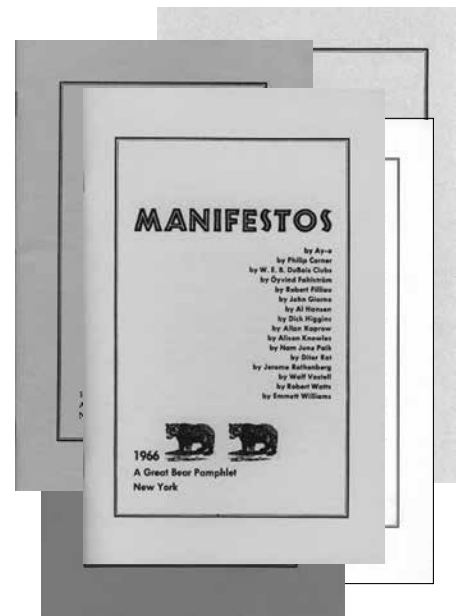 MANIFESTOS
by Ay-o
by Philip Corner
by W. E. B. DuBois Clubs
by Öyvind Fahlström
by Robert Filliou
by John Giorno
by Al Hansen
by Dick Higgins
by Allan Kaprow
by Alison Knowles
by Nam June Paik
by Diter Rot
by Jerome Rothenberg
by Wolf Vostell
by Robert Watts
by Emmett Williams
1966
A Great Bear Pamphlet
New York